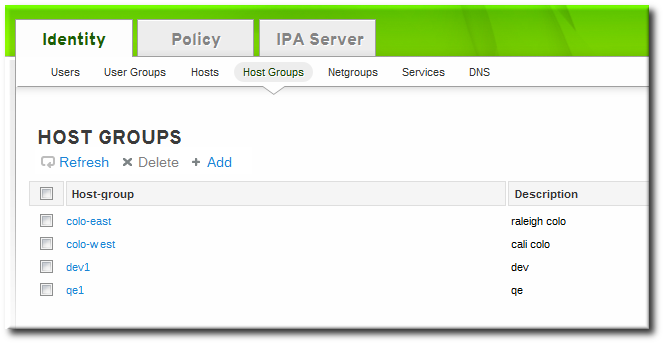 Identity Policy IPA Server
Users User Groups Hosts Host Groups Netgroups Services DNS
HOST GROUPS
Refresh Delete Add
Host-group Description
colo-east raleigh colo
colo-west cali colo
dev1 dev
qe1 qe